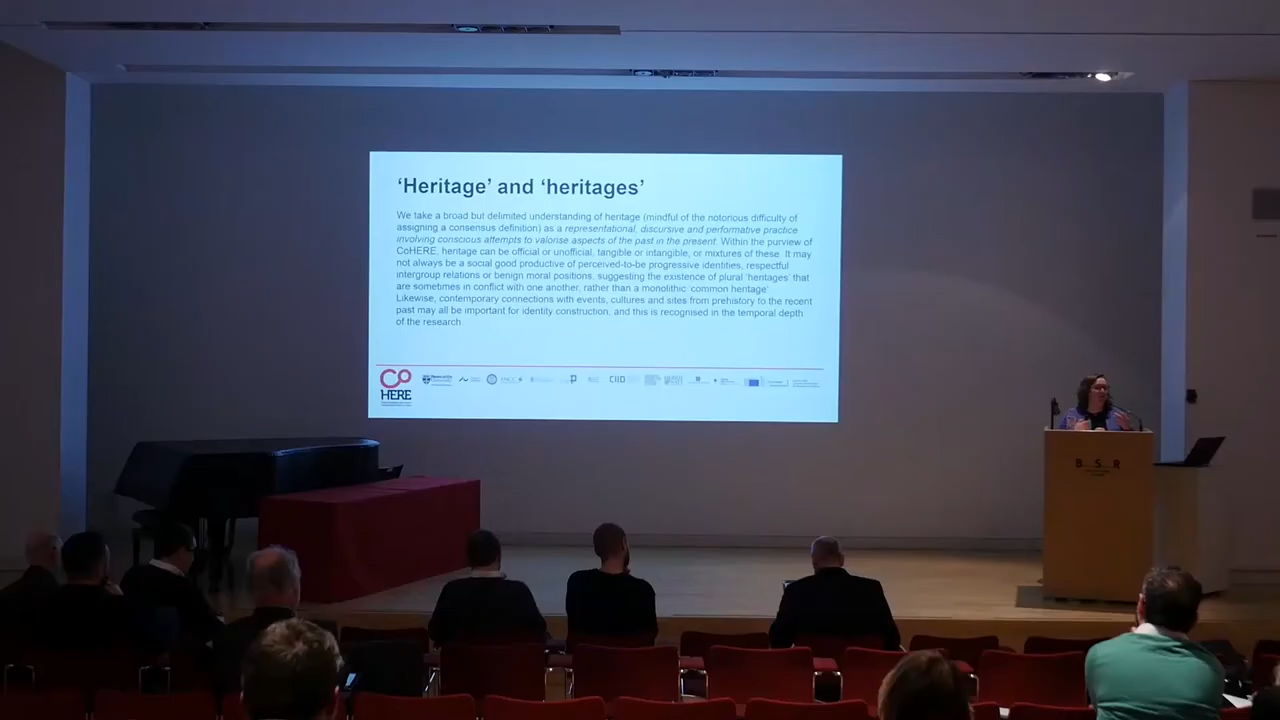 ‘Heritage’ and ‘heritages’
We take a broad but delimited understanding of heritage (mindful of the notorious difficulty of
assigning a consensus definition) as a representational, discursive and performative practice
involving conscious attempts to valorise aspects of the past in the present. Within the purview of
CoHERE, heritage can be official or unofficial, tangible or intangible, or mixtures of these. It may
not always be a social good productive of perceived-to-be progressive identities, respectful
intergroup relations or benign moral positions, suggesting the existence of plural ‘heritages’ that
are sometimes in conflict with one another, rather than a monolithic ‘common heritage’
Likewise, contemporary connections with events, cultures and sites from prehistory to the recent
past may all be important for identity construction, and this is recognised in the temporal depth
of the research.
CO
HERE
CIID
B S R